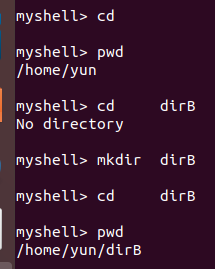 myshell> cd
myshell> pwd
/home/yun
myshell> cd     dirB
No directory
myshell> mkdir  dirB
myshell> cd     dirB
myshell> pwd
/home/yun/dirB